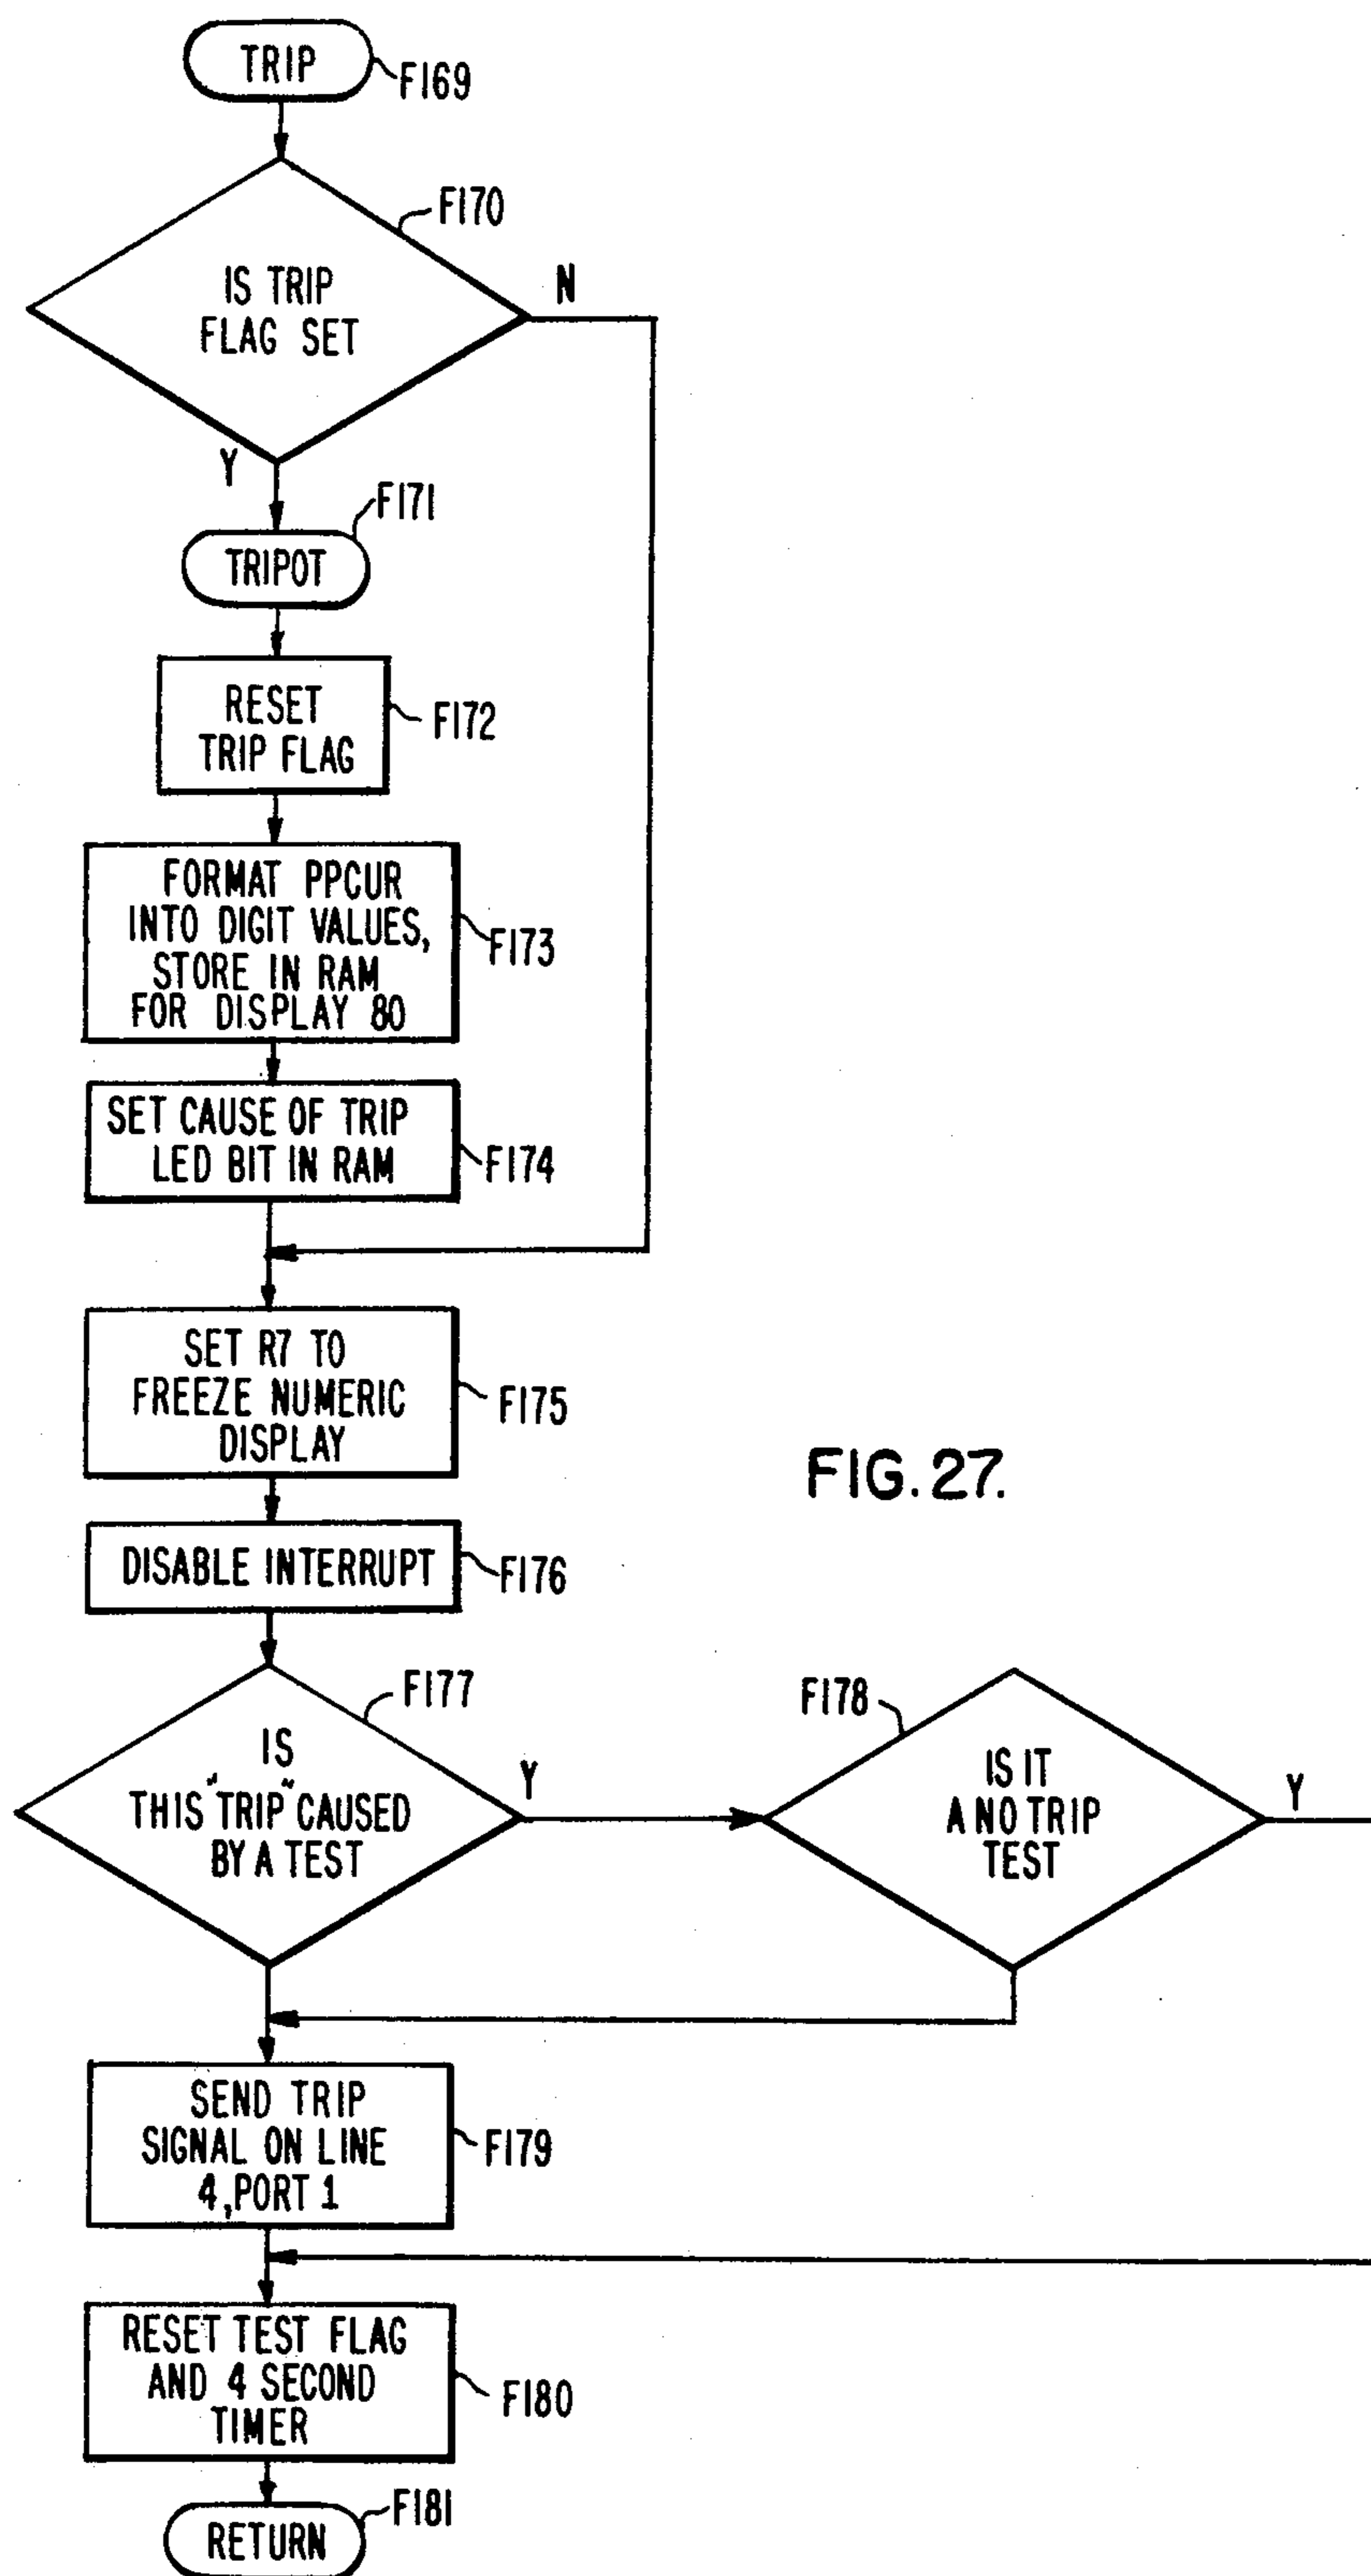 TRIP
F169
F170
IS TRIP
FLAG SET
N
Y
F171
TRIPOT
RESET
TRIP FLAG
F172
FORMAT PPCUR
INTO DIGIT VALUES,
STORE IN RAM
FOR DISPLAY 80
F173
SET CAUSE OF TRIP
LED BIT IN RAM
F174
SET R7 TO
FREEZE NUMERIC
DISPLAY
F175
FIG. 27.
DISABLE INTERRUPT
F176
F177
IS
THIS "TRIP" CAUSED
BY A TEST
Y
F178
IS IT
A NO TRIP
TEST
Y
SEND TRIP
SIGNAL ON LINE
4, PORT 1
F179
RESET TEST FLAG
AND 4 SECOND
TIMER
F180
F181
RETURN